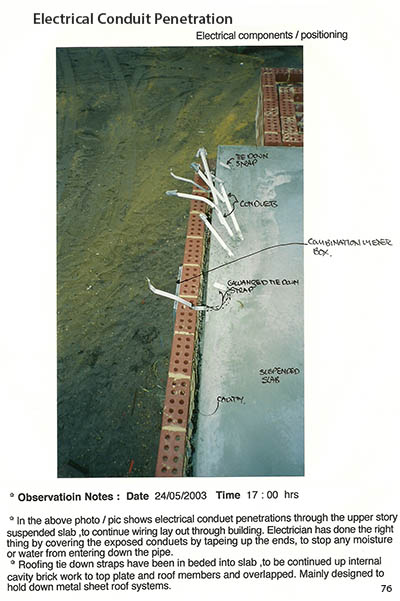 Electrical Conduit Penetration
Electrical components / positioning
TIE DOWN
STRAP
CONDUETS
COMBINATION METER
BOX.
GALVANIZED TIE DOWN
STRAP
SUSPENDED
SLAB
CAVITY
° Observatioin Notes : Date 24/05/2003 Time 17 : 00 hrs
° In the above photo / pic shows electrical conduet penetrations through the upper story
suspended slab ,to continue wiring lay out through building. Electrician has done the right
thing by covering the exposed conduets by tapeing up the ends, to stop any moisture
or water from entering down the pipe.
° Roofing tie down straps have been in beded into slab ,to be continued up internal
cavity brick work to top plate and roof members and overlapped. Mainly designed to
hold down metal sheet roof systems.
76